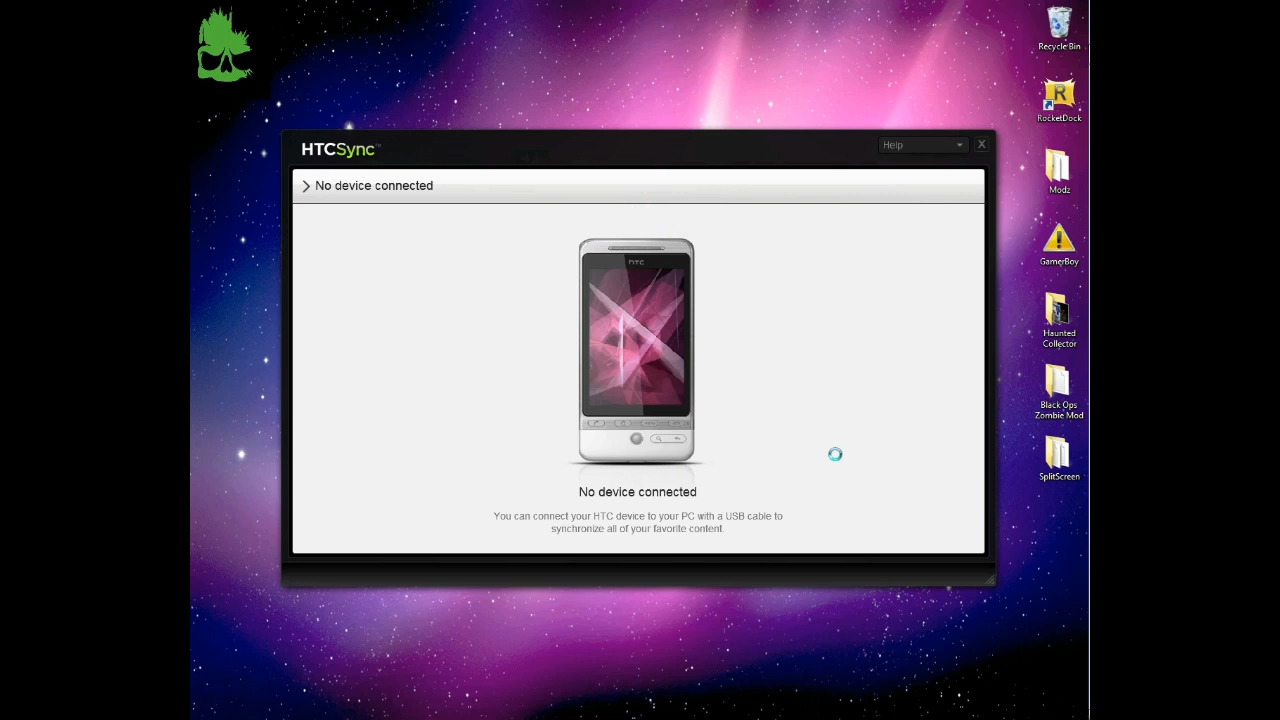 HTCSync™
Help
No device connected
htc
No device connected
You can connect your HTC device to your PC with a USB cable to
synchronize all of your favorite content.
Recycle Bin
R
RocketDock
Modz
GamerBoy
Haunted
Collector
Black Ops
Zombie Mod
SplitScreen